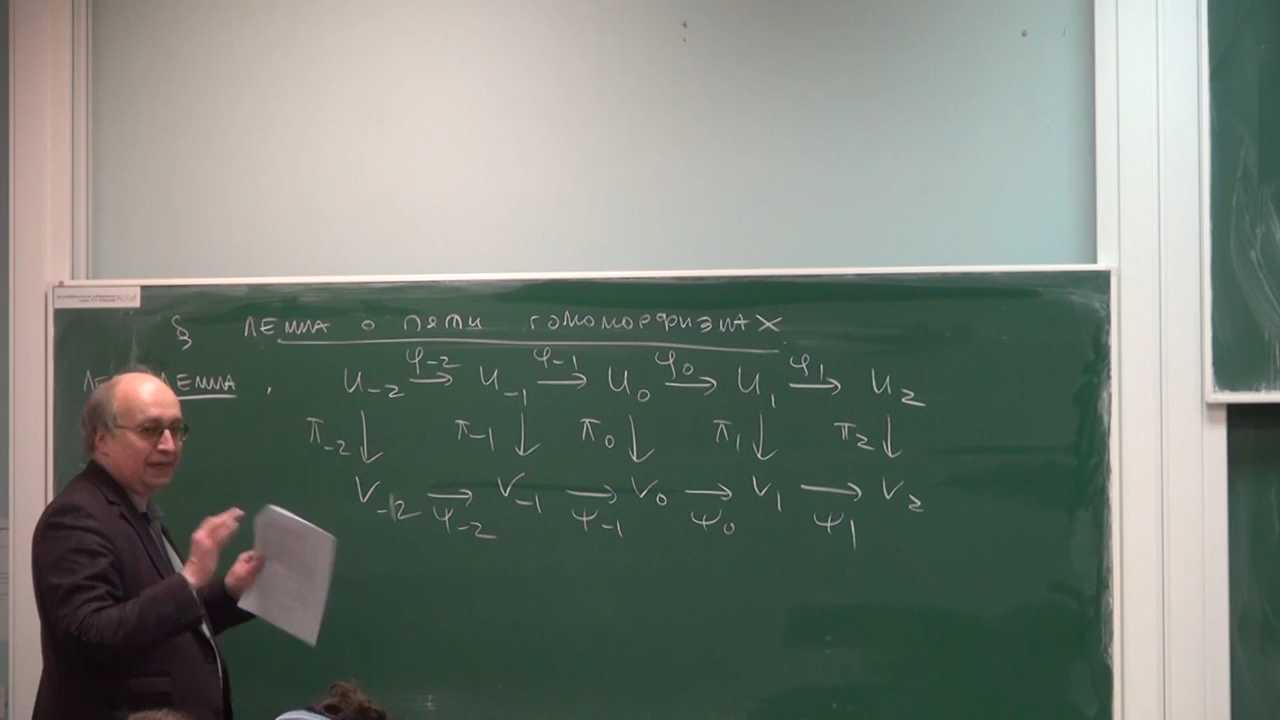 § ЛЕММА О ПЯТИ ГОМОМОРФИЗМАХ
ЛЕММА. U₋₂ →^{φ₋₂} U₋₁ →^{φ₋₁} U₀ →^{φ₀} U₁ →^{φ₁} U₂
π₋₂ ↓ π₋₁ ↓ π₀ ↓ π₁ ↓ π₂ ↓
V₋₂ → V₋₁ → V₀ → V₁ → V₂
ψ₋₂ ψ₋₁ ψ₀ ψ₁